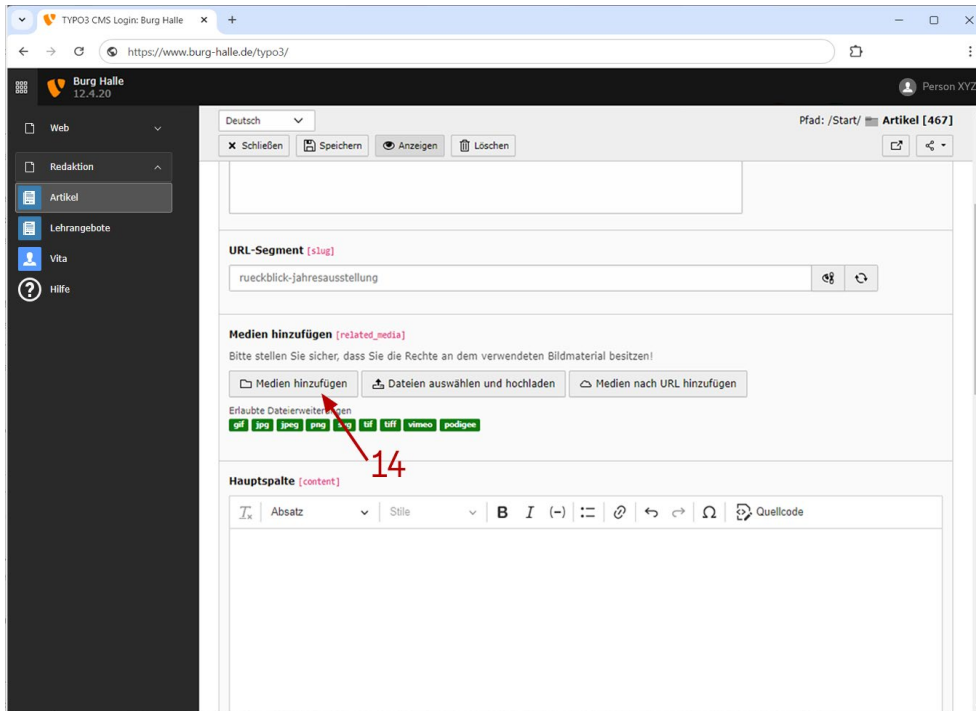 TYPO3 CMS Login: Burg Halle
https://www.burg-halle.de/typo3/
Burg Halle
12.4.20
Person XYZ
Web
Redaktion
Artikel
Lehrangebote
Vita
Hilfe
Deutsch
Pfad: /Start/ Artikel [467]
Schließen Speichern Anzeigen Löschen
URL-Segment [slug]
rueckblick-jahresausstellung
Medien hinzufügen [related_media]
Bitte stellen Sie sicher, dass Sie die Rechte an dem verwendeten Bildmaterial besitzen!
Medien hinzufügen Dateien auswählen und hochladen Medien nach URL hinzufügen
Erlaubte Dateierweiterungen
gif jpg jpeg png svg tif tiff vimeo podigee
14
Hauptspalte [content]
Absatz Stile B I (-) Ω Quellcode